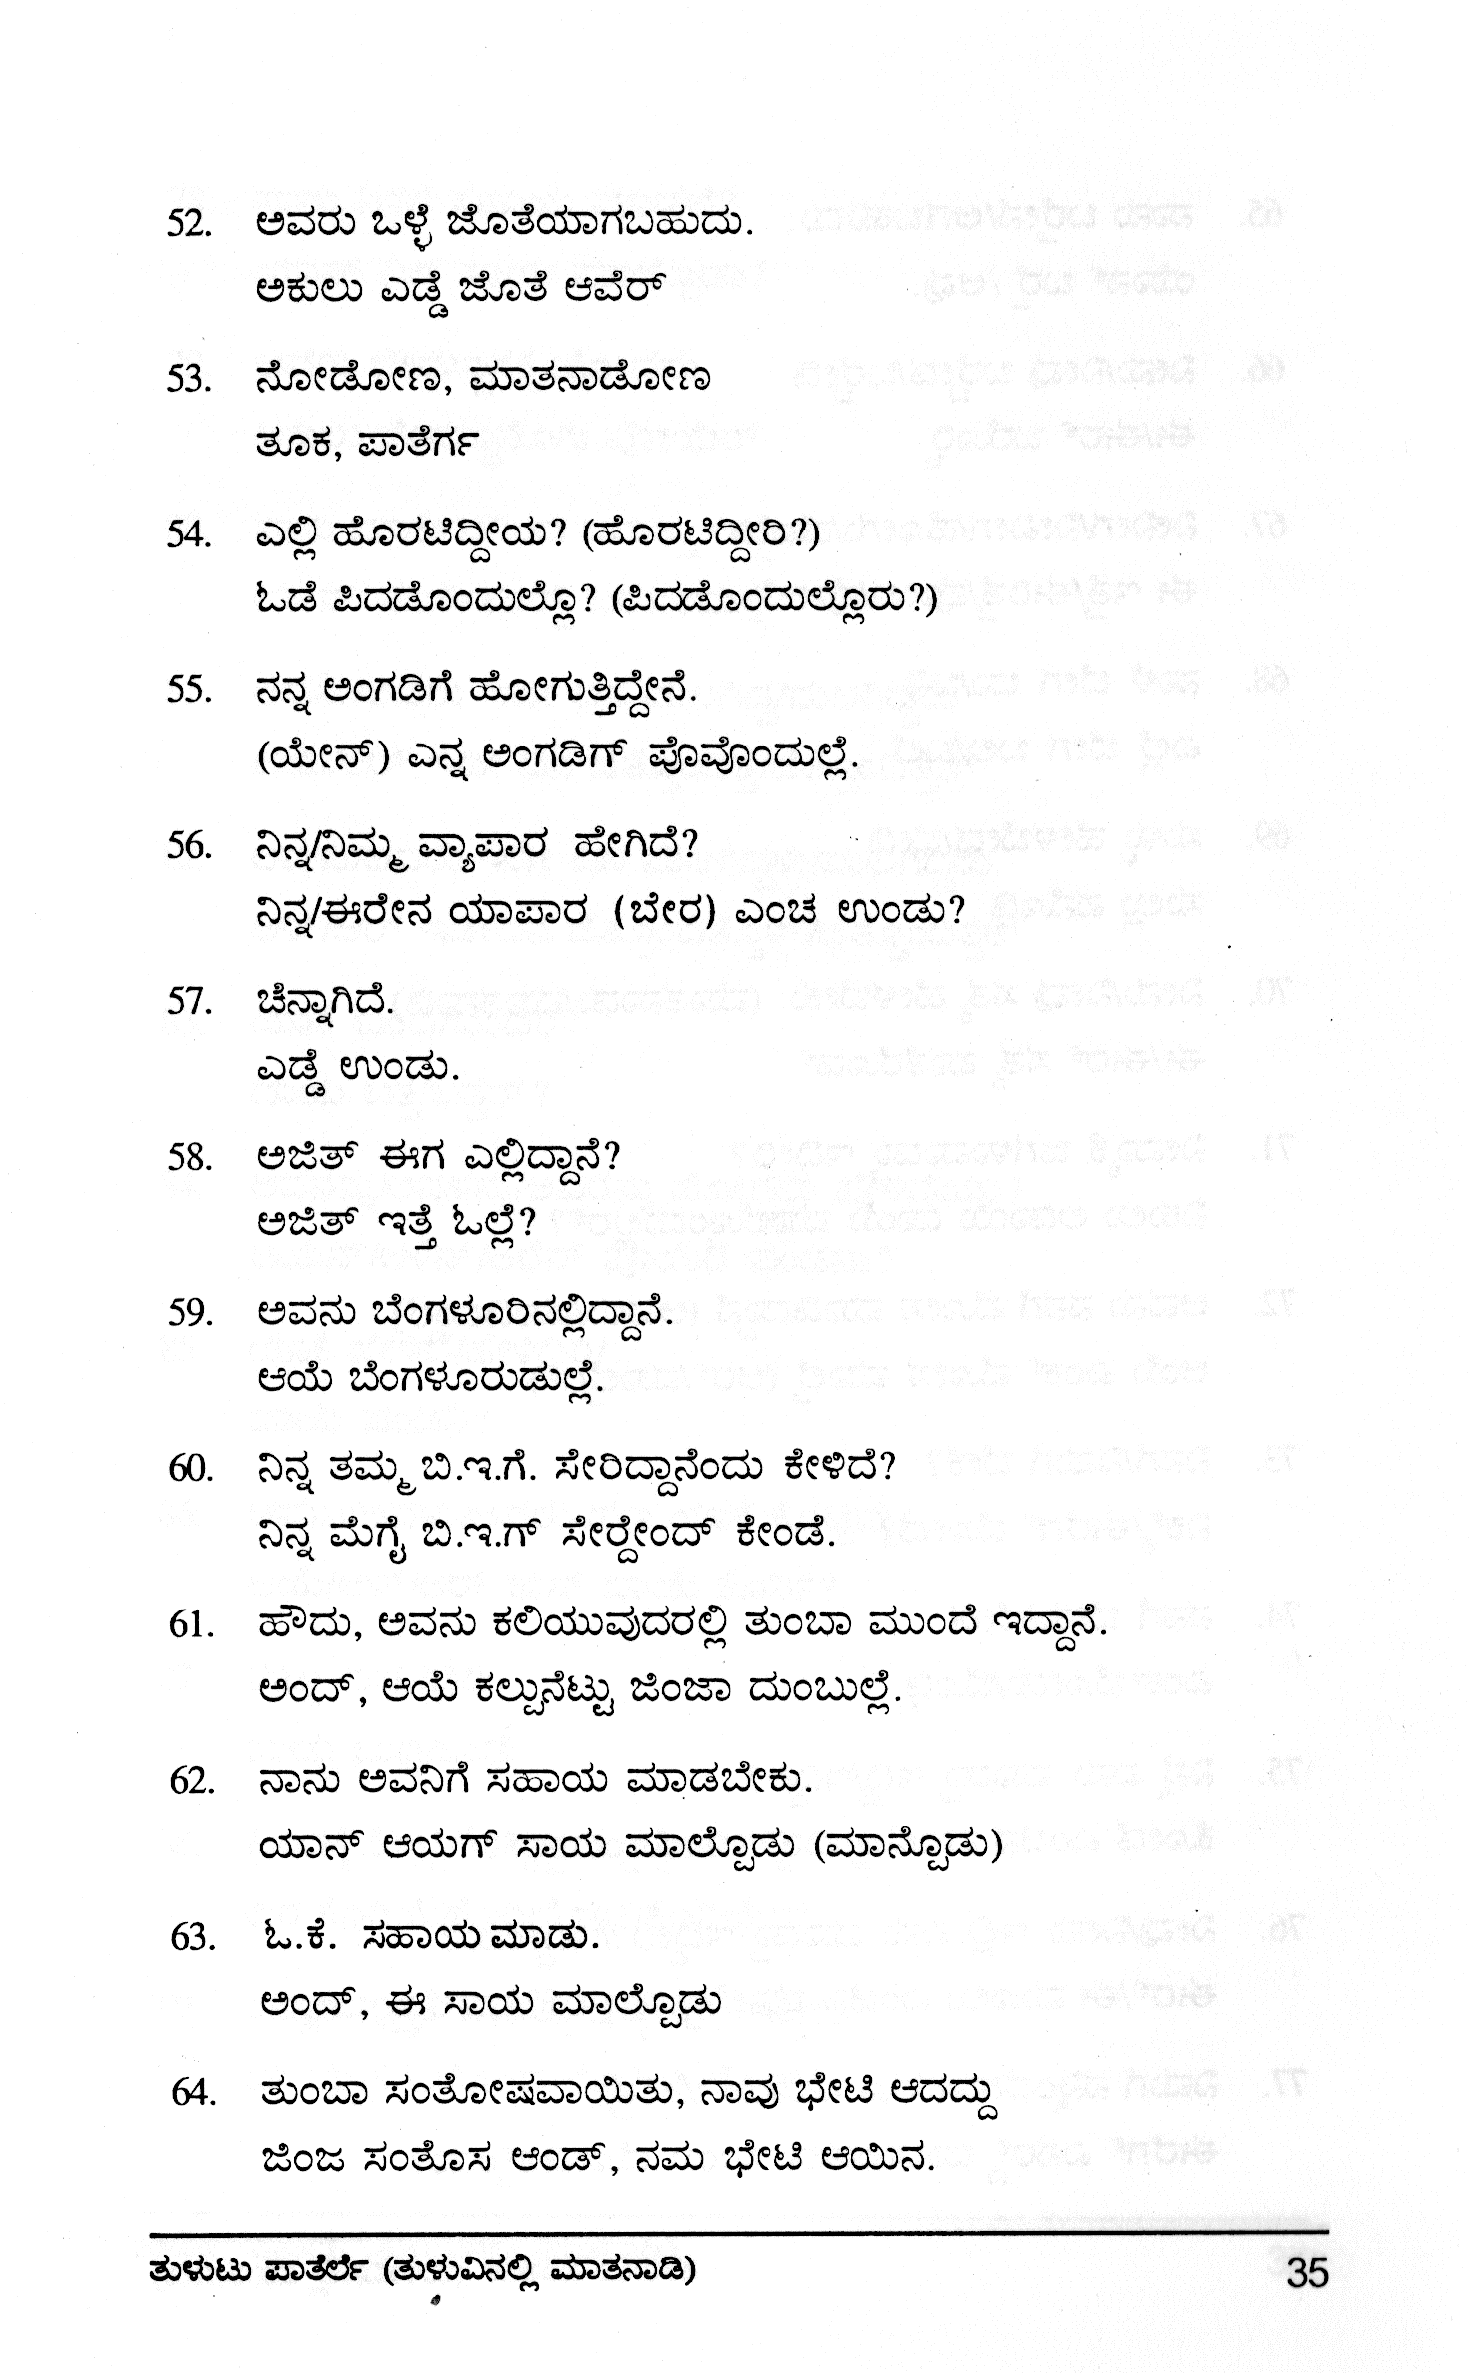 52. ಅವರು ಒಳ್ಳೆ ಜೊತೆಯಾಗಬಹುದು.
ಅಕುಲು ಎಡ್ಡೆ ಜೊತೆ ಆವೆರ್
53. ನೋಡೋಣ, ಮಾತನಾಡೋಣ
ತೂಕ, ಪಾತೆರ್ಗ
54. ಎಲ್ಲಿ ಹೊರಟಿದ್ದೀಯ? (ಹೊರಟಿದ್ದೀರಿ?)
ಓಡೆ ಪಿದಡೊಂದುಲ್ಲೊ? (ಪಿದಡೊಂದುಲ್ಲೊರು?)
55. ನನ್ನ ಅಂಗಡಿಗೆ ಹೋಗುತ್ತಿದ್ದೇನೆ.
(ಯೇನ್) ಎನ್ನ ಅಂಗಡಿಗ್ ಪೊವೊಂದುಲ್ಲೆ.
56. ನಿನ್ನ/ನಿಮ್ಮ ವ್ಯಾಪಾರ ಹೇಗಿದೆ?
ನಿನ್ನ/ಈರೇನ ಯಾಪಾರ (ಬೇರ) ಎಂಚ ಉಂಡು?
57. ಚೆನ್ನಾಗಿದೆ.
ಎಡ್ಡೆ ಉಂಡು.
58. ಅಜಿತ್ ಈಗ ಎಲ್ಲಿದ್ದಾನೆ?
ಅಜಿತ್ ಇತ್ತೆ ಓಲ್ಲೆ?
59. ಅವನು ಬೆಂಗಳೂರಿನಲ್ಲಿದ್ದಾನೆ.
ಆಯೆ ಬೆಂಗಳೂರುಡುಲ್ಲೆ.
60. ನಿನ್ನ ತಮ್ಮ ಬಿ.ಇ.ಗೆ. ಸೇರಿದ್ದಾನೆಂದು ಕೇಳಿದೆ?
ನಿನ್ನ ಮೆಗ್ಯೆ ಬಿ.ಇ.ಗ್ ಸೇರ್‍ದೇಂದ್ ಕೇಂಡೆ.
61. ಹೌದು, ಅವನು ಕಲಿಯುವುದರಲ್ಲಿ ತುಂಬಾ ಮುಂದೆ ಇದ್ದಾನೆ.
ಅಂದ್, ಆಯೆ ಕಲ್ಪುನೆಟ್ಟು ಜಿಂಜಾ ದುಂಬುಲ್ಲೆ.
62. ನಾನು ಅವನಿಗೆ ಸಹಾಯ ಮಾಡಬೇಕು.
ಯಾನ್ ಆಯಗ್ ಸಾಯ ಮಾಲ್ಪೊಡು (ಮಾನ್ಪೊಡು)
63. ಓ.ಕೆ. ಸಹಾಯ ಮಾಡು.
ಅಂದ್, ಈ ಸಾಯ ಮಾಲ್ಪೊಡು
64. ತುಂಬಾ ಸಂತೋಷವಾಯಿತು, ನಾವು ಭೇಟಿ ಆದದ್ದು
ಜಿಂಜ ಸಂತೊಸ ಆಂಡ್, ನಮ ಭೇಟಿ ಆಯಿನ.
ತುಳುಟು ಪಾತೆರ್ಲೆ (ತುಳುವಿನಲ್ಲಿ ಮಾತನಾಡಿ) 35